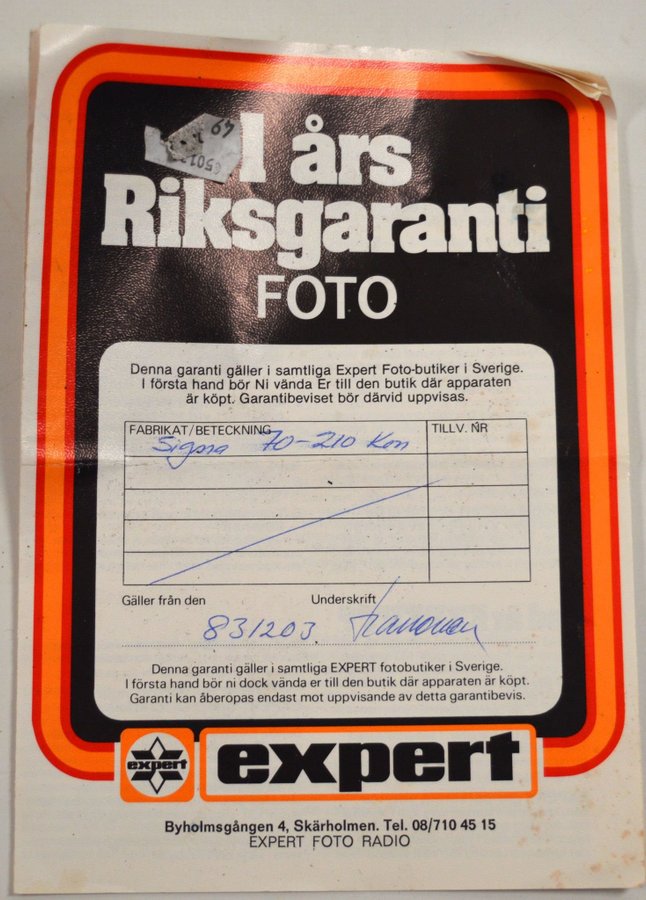 1 års
Riksgaranti
FOTO
Denna garanti gäller i samtliga Expert Foto-butiker i Sverige.
I första hand bör Ni vända Er till den butik där apparaten
är köpt. Garantibeviset bör därvid uppvisas.
FABRIKAT/BETECKNING TILLV. NR
Sigma 70-210 Kon
Gäller från den Underskrift
831203
Denna garanti gäller i samtliga EXPERT fotobutiker i Sverige.
I första hand bör ni dock vända er till den butik där apparaten är köpt.
Garanti kan åberopas endast mot uppvisande av detta garantibevis.
expert expert
Byholmsgången 4, Skärholmen. Tel. 08/710 45 15
EXPERT FOTO RADIO